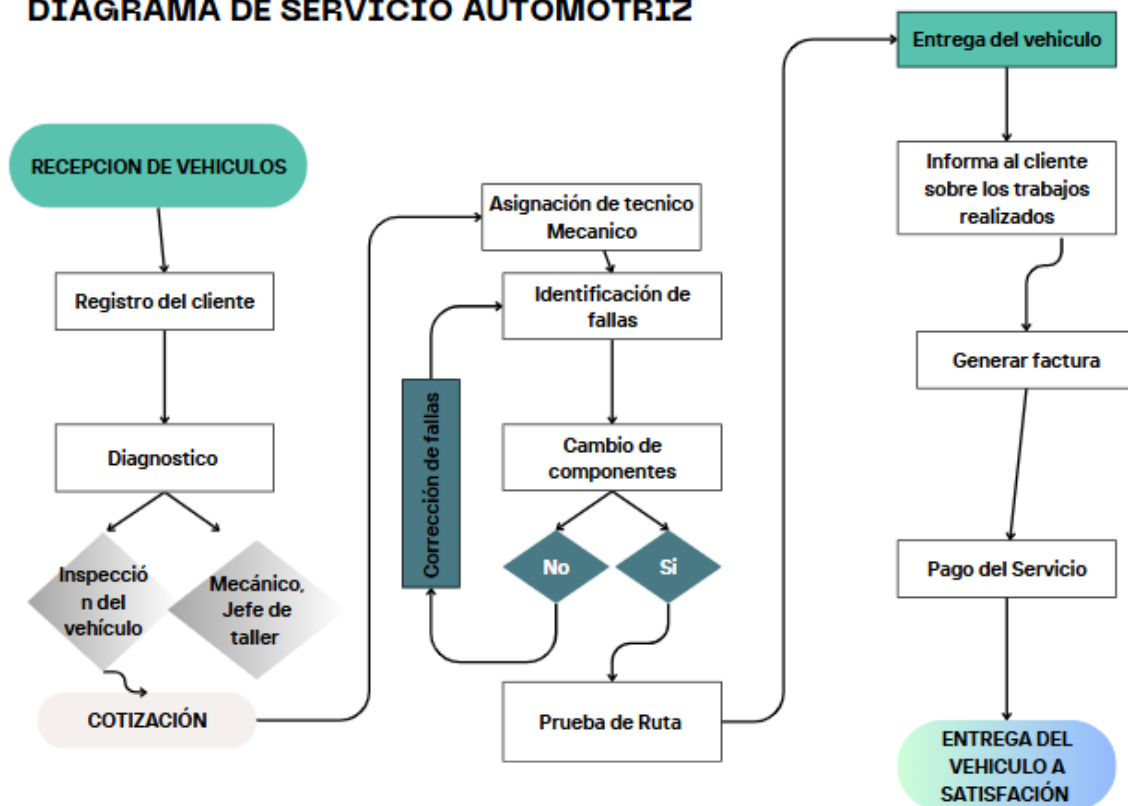 DIAGRAMA DE SERVICIO AUTOMOTRIZ
RECEPCION DE VEHICULOS
Registro del cliente
Diagnostico
Inspecció
n del
vehículo
Mecánico,
Jefe de
taller
COTIZACIÓN
Asignación de tecnico
Mecanico
Identificación de
fallas
Corrección de fallas
Cambio de
componentes
No
Si
Prueba de Ruta
Entrega del vehiculo
Informa al cliente
sobre los trabajos
realizados
Generar factura
Pago del Servicio
ENTREGA DEL
VEHICULO A
SATISFACIÓN